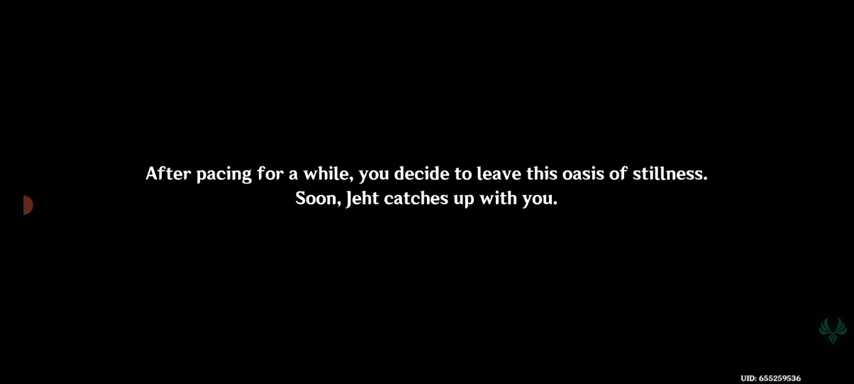 After pacing for a while, you decide to leave this oasis of stillness.
Soon, Jeht catches up with you.
UID: 655259536